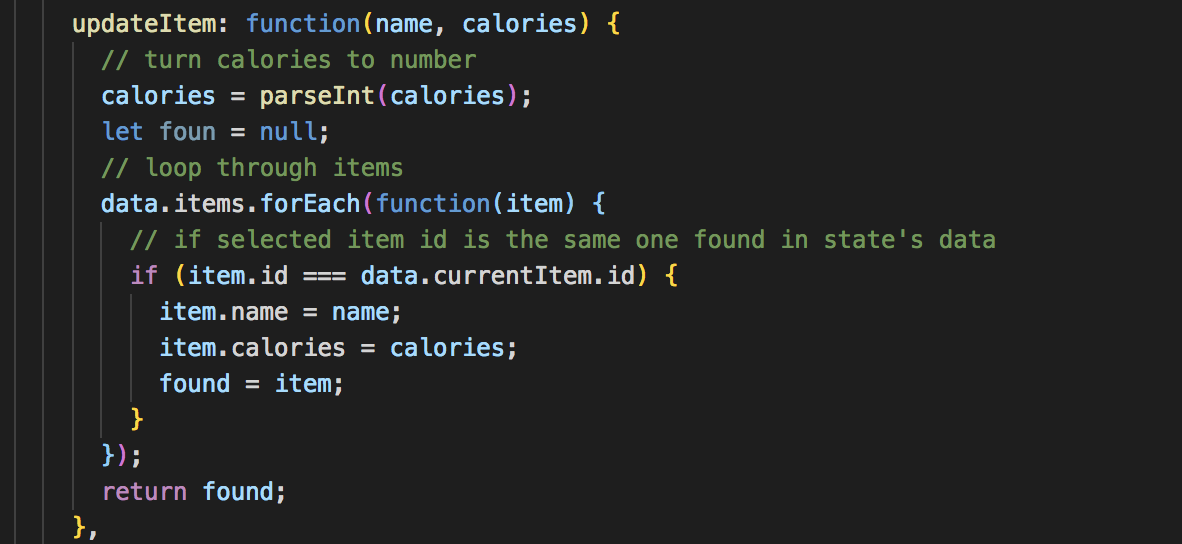 updateItem: function(name, calories) {
// turn calories to number
calories = parseInt(calories);
let foun = null;
// loop through items
data.items.forEach(function(item) {
// if selected item id is the same one found in state's data
if (item.id === data.currentItem.id) {
item.name = name;
item.calories = calories;
found = item;
}
});
return found;
},